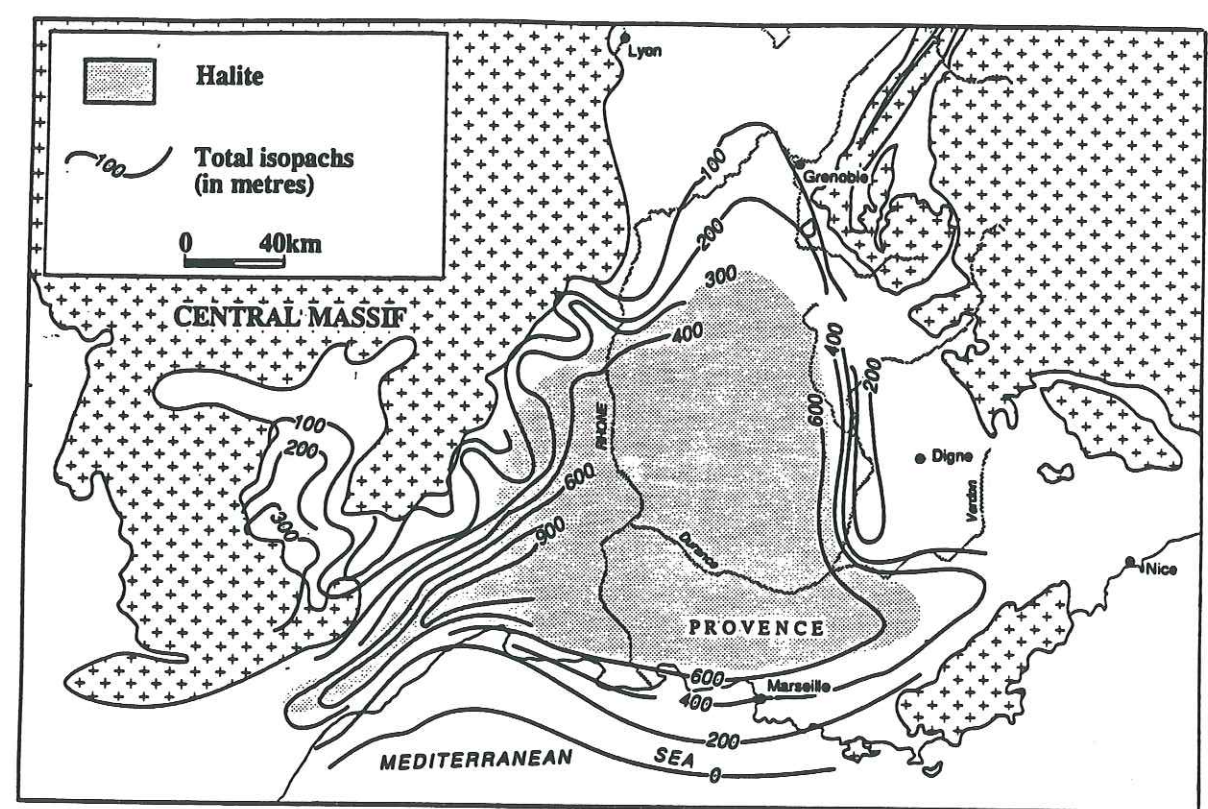 Halite
100
Total isopachs
(in metres)
0 40km
CENTRAL MASSIF
Lyon
Grenoble
100
200
300
400
RHONE
400
200
600
100
200
300
600
900
Digne
Verdon
Durance
Nice
PROVENCE
600
Marseille
400
200
0
MEDITERRANEAN SEA